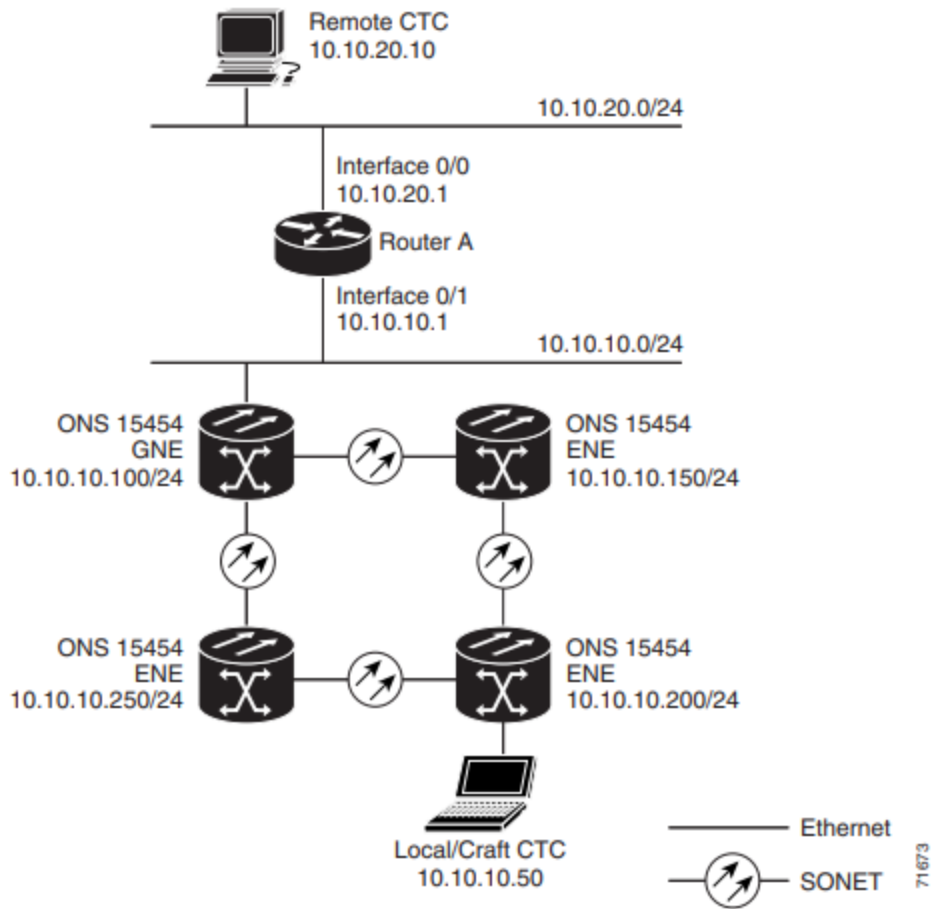 Remote CTC
10.10.20.10
10.10.20.0/24
Interface 0/0
10.10.20.1
Router A
Interface 0/1
10.10.10.1
10.10.10.0/24
ONS 15454
GNE
10.10.10.100/24
ONS 15454
ENE
10.10.10.150/24
ONS 15454
ENE
10.10.10.250/24
ONS 15454
ENE
10.10.10.200/24
Local/Craft CTC
10.10.10.50
Ethernet
SONET
71673